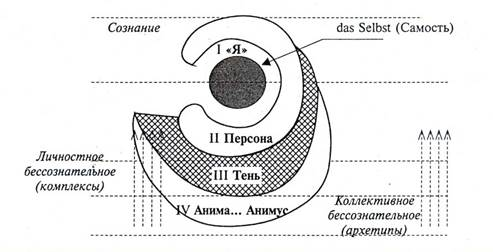 Сознание
das Selbst (Самость)
I «Я»
II Персона
Личностное
бессознательное
(комплексы)
III Тень
IV Анима... Анимус
Коллективное
бессознательное
(архетипы)